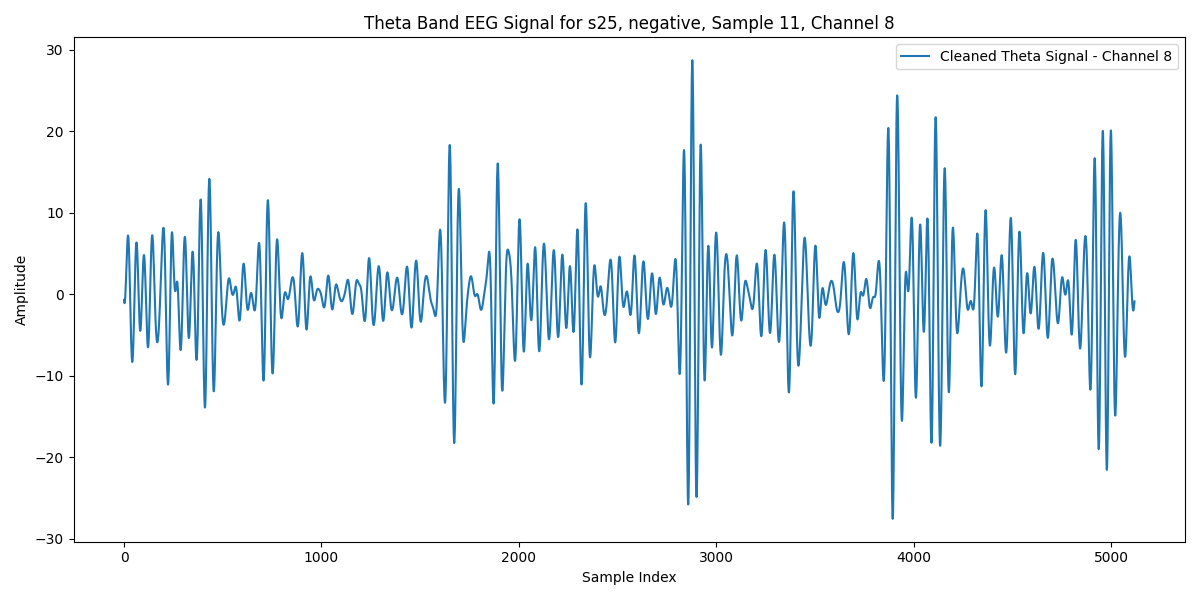 Theta Band EEG Signal for s25, negative, Sample 11, Channel 8
Cleaned Theta Signal - Channel 8
Amplitude
30
20
10
0
−10
−20
−30
0 1000 2000 3000 4000 5000
Sample Index